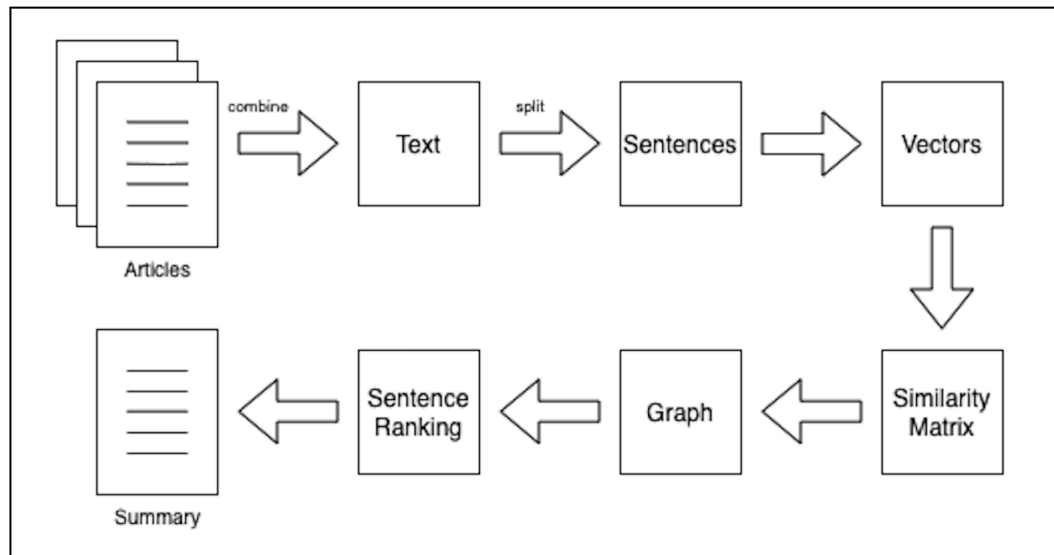 combine
split
Text
Sentences
Vectors
Articles
Similarity
Matrix
Graph
Sentence
Ranking
Summary